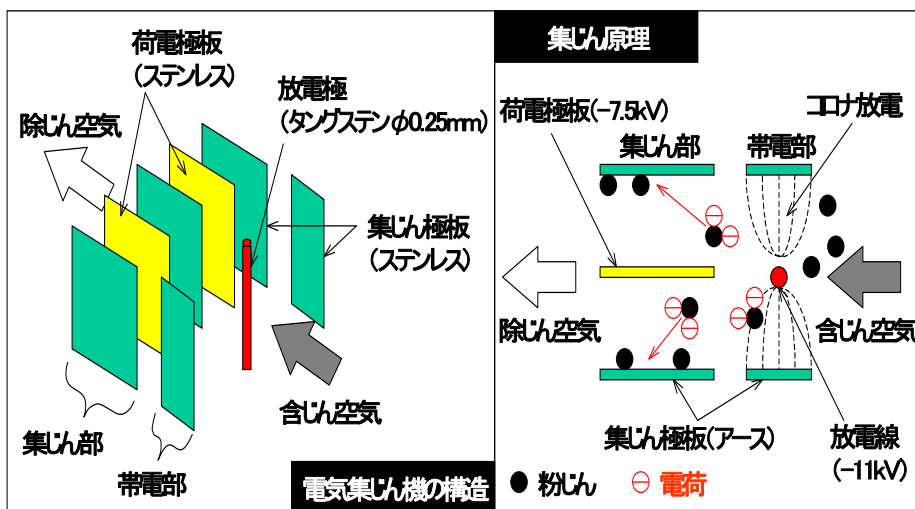 荷電極板
(ステンレス)
放電極
(タングステンφ0.25mm)
除じん空気
集じん極板
(ステンレス)
含じん空気
集じん部
帯電部
電気集じん機の構造
集じん原理
荷電極板(−7.5kV)
コロナ放電
集じん部
帯電部
除じん空気
含じん空気
集じん極板(アース)
放電線
(−11kV)
粉じん
電荷